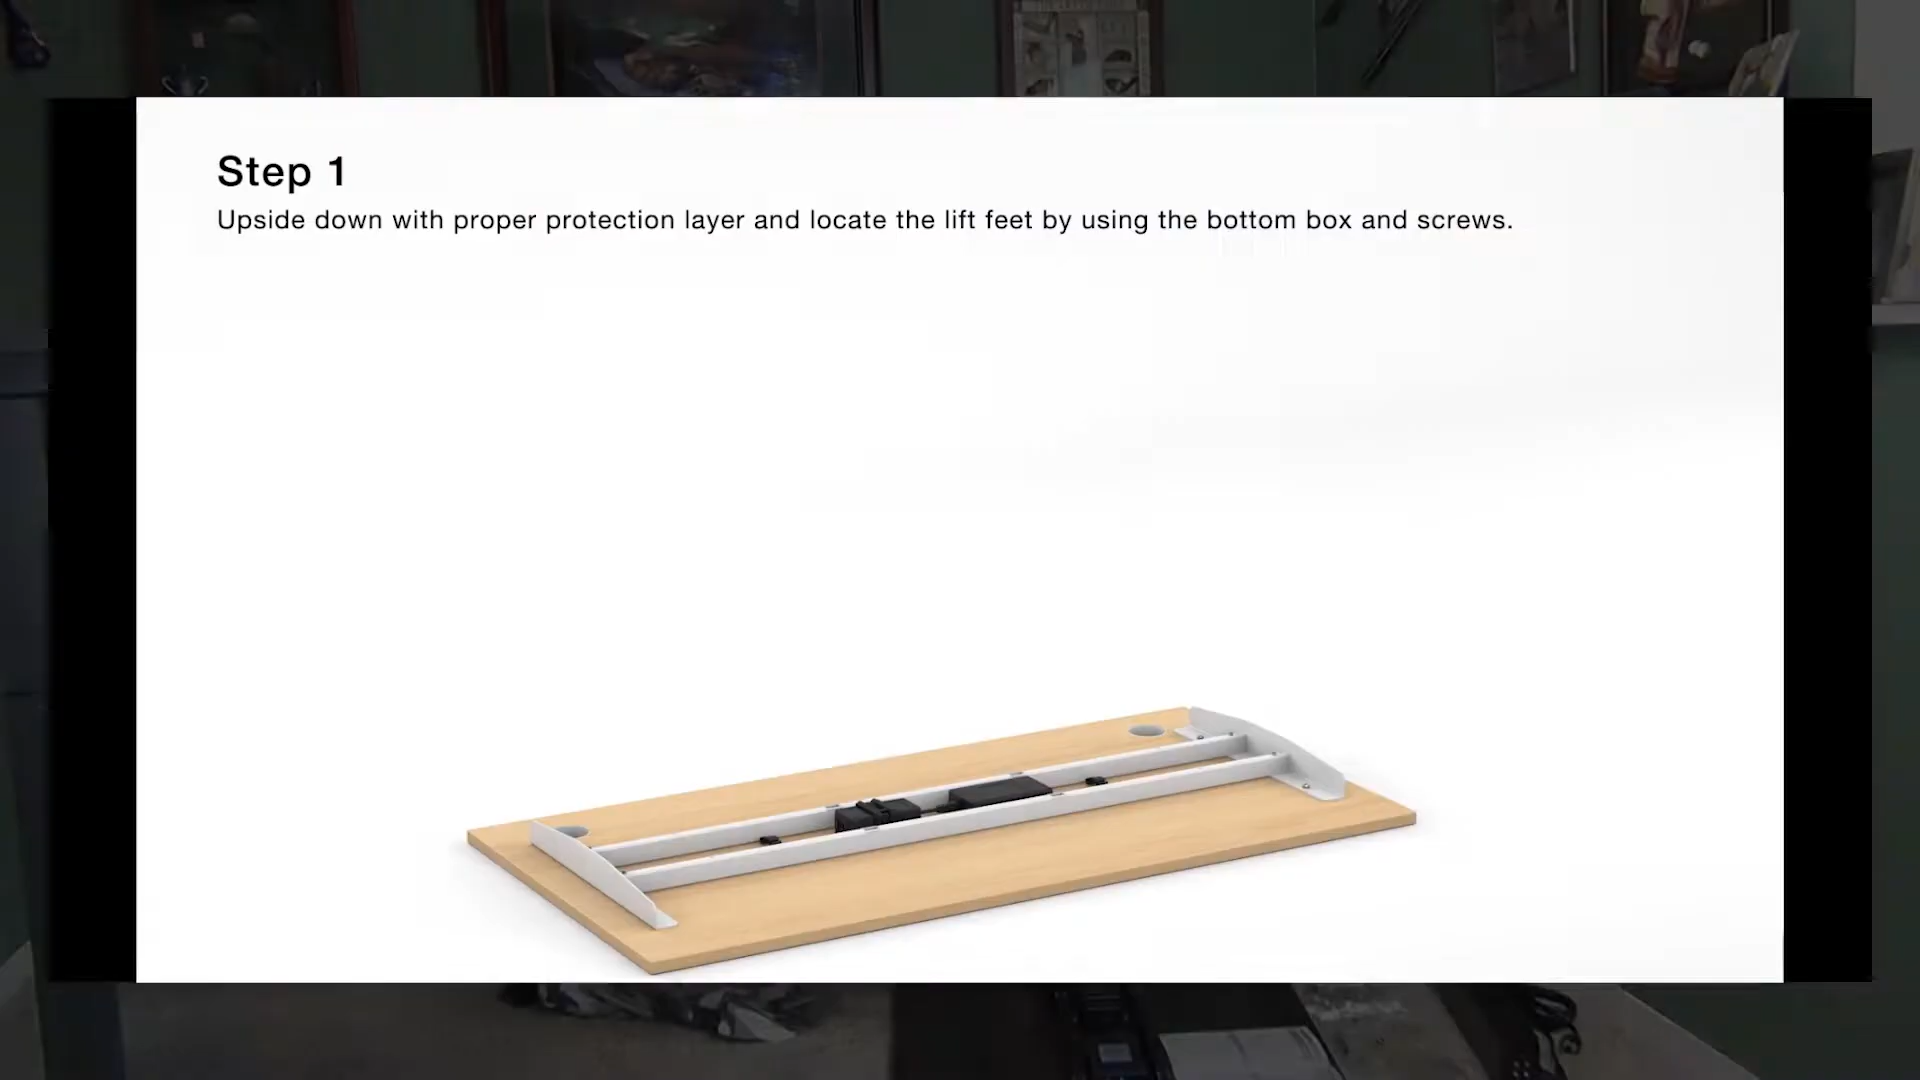 Step 1
Upside down with proper protection layer and locate the lift feet by using the bottom box and screws.